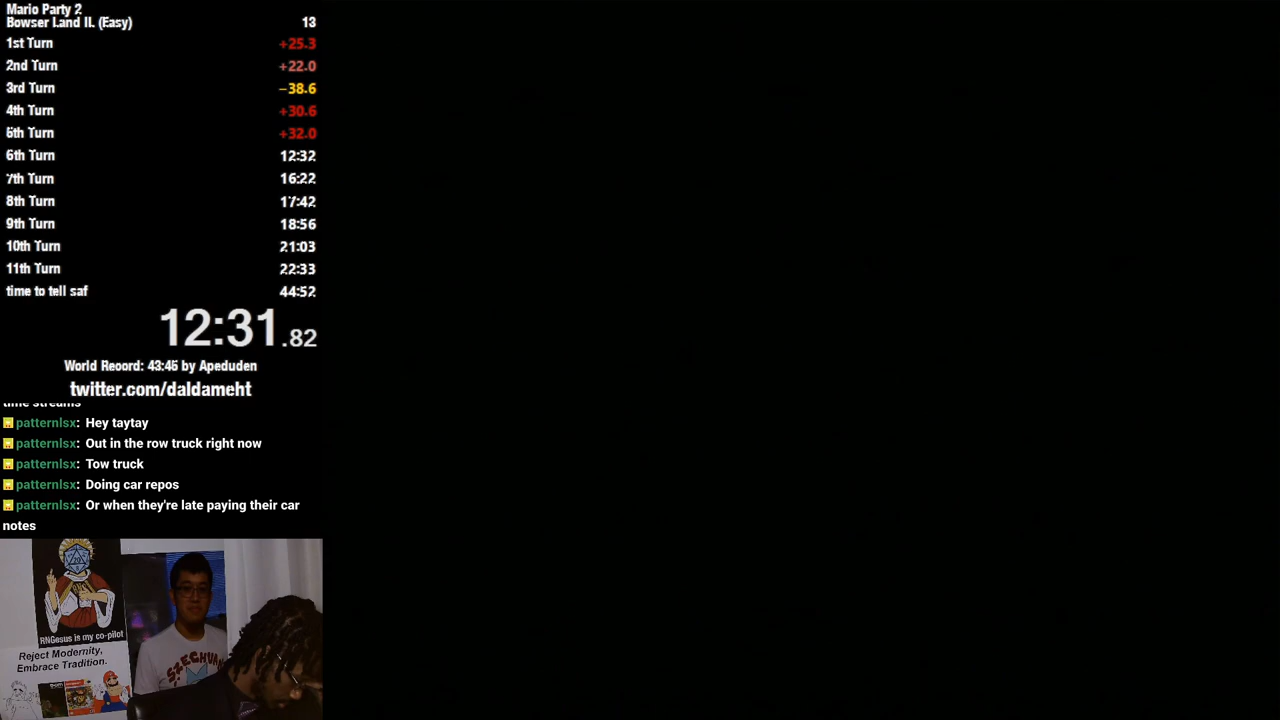 Mario Party 2
Bowser Land IL (Easy) 13
1st Turn +25.3
2nd Turn +22.0
3rd Turn −38.6
4th Turn +30.6
5th Turn +32.0
6th Turn 12:32
7th Turn 16:22
8th Turn 17:42
9th Turn 18:56
10th Turn 21:03
11th Turn 22:33
time to tell saf 44:52
12:31.82
World Record: 43:45 by Apeduden
twitter.com/daldameht
time streams
patternlsx: Hey taytay
patternlsx: Out in the row truck right now
patternlsx: Tow truck
patternlsx: Doing car repos
patternlsx: Or when they're late paying their car
notes
RNGesus is my co-pilot
Reject Modernity,
Embrace Tradition.
SZECHUAN